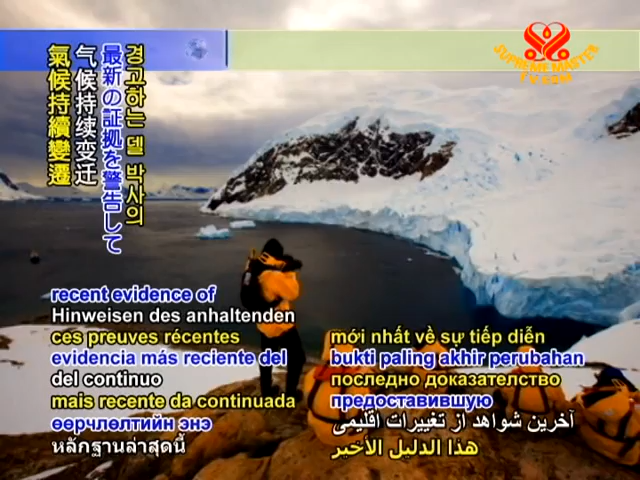 SUPREME MASTER
TV.COM
氣候持續變遷
气候持续变迁
最新の証拠を警告して
경고하는 델 박사의
recent evidence of
Hinweisen des anhaltenden
ces preuves récentes
evidencia más reciente del
del continuo
mais recente da continuada
өөрчлөлтийн энэ
หลักฐานล่าสุดนี้
mới nhất về sự tiếp diễn
bukti paling akhir perubahan
последно доказателство
предоставившую
آخرین شواهد از تغییرات اقلیمی
هذا الدليل الأخير